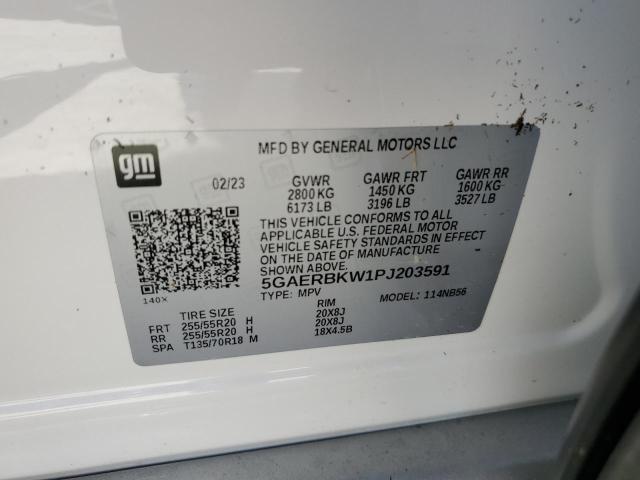 MFD BY GENERAL MOTORS LLC
gm
02/23 GVWR GAWR FRT GAWR RR
2800 KG 1450 KG 1600 KG
6173 LB 3196 LB 3527 LB
THIS VEHICLE CONFORMS TO ALL
APPLICABLE U.S. FEDERAL MOTOR
VEHICLE SAFETY STANDARDS IN EFFECT
ON THE DATE OF MANUFACTURE
SHOWN ABOVE.
5GAERBKW1PJ203591
140X TYPE: MPV MODEL: 114NB56
TIRE SIZE RIM
FRT 255/55R20 H 20X8J
RR 255/55R20 H 20X8J
SPA T135/70R18 M 18X4.5B